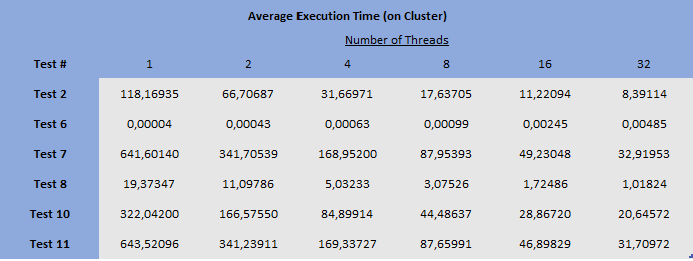 Average Execution Time (on Cluster)
Number of Threads
Test # 1 2 4 8 16 32
Test 2 118,16935 66,70687 31,66971 17,63705 11,22094 8,39114
Test 6 0,00004 0,00043 0,00063 0,00099 0,00245 0,00485
Test 7 641,60140 341,70539 168,95200 87,95393 49,23048 32,91953
Test 8 19,37347 11,09786 5,03233 3,07526 1,72486 1,01824
Test 10 322,04200 166,57550 84,89914 44,48637 28,86720 20,64572
Test 11 643,52096 341,23911 169,33727 87,65991 46,89829 31,70972